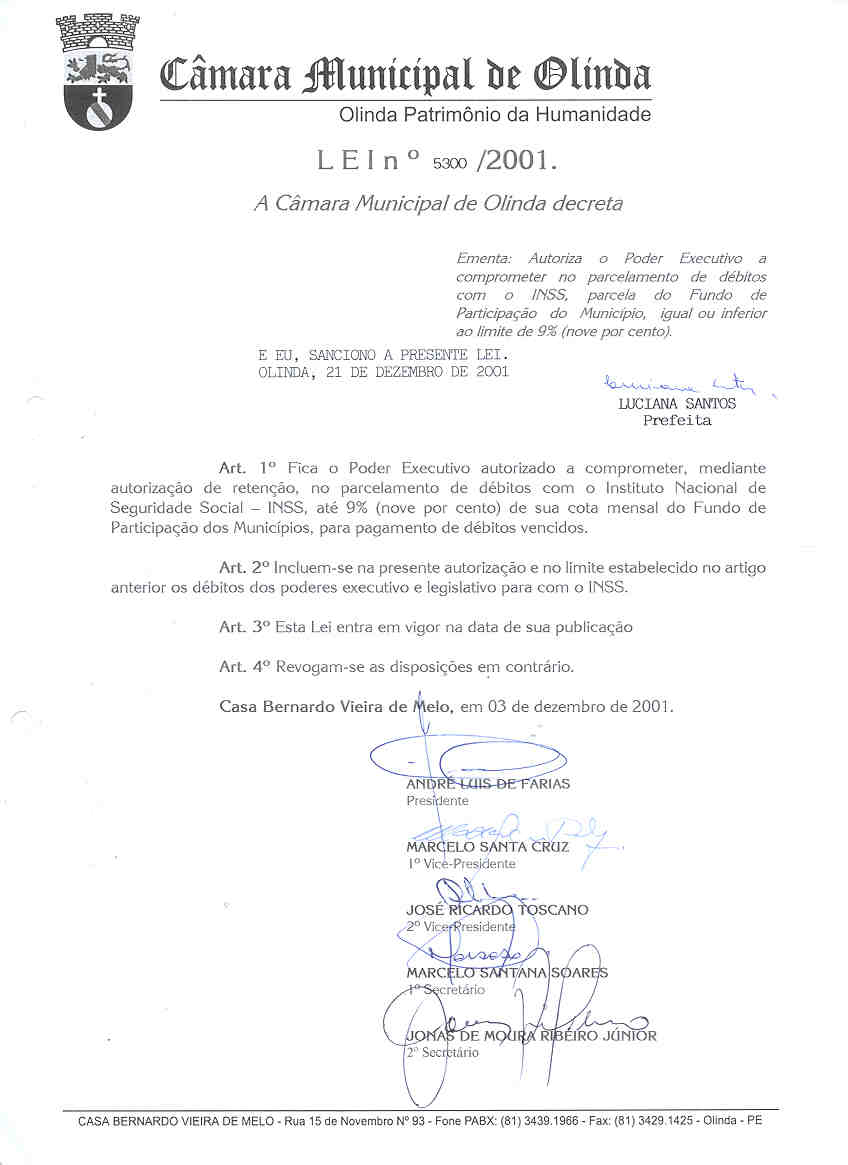 Câmara Municipal de Olinda
Olinda Patrimônio da Humanidade
L E I n º 5300 /2001.
A Câmara Municipal de Olinda decreta
Ementa: Autoriza o Poder Executivo a
comprometer no parcelamento de débitos
com o INSS, parcela do Fundo de
Participação do Município, igual ou inferior
ao limite de 9% (nove por cento).
E EU, SANCIONO A PRESENTE LEI.
OLINDA, 21 DE DEZEMBRO DE 2001
LUCIANA SANTOS
Prefeita
Art. 1º Fica o Poder Executivo autorizado a comprometer, mediante
autorização de retenção, no parcelamento de débitos com o Instituto Nacional de
Seguridade Social – INSS, até 9% (nove por cento) de sua cota mensal do Fundo de
Participação dos Municípios, para pagamento de débitos vencidos.
Art. 2º Incluem-se na presente autorização e no limite estabelecido no artigo
anterior os débitos dos poderes executivo e legislativo para com o INSS.
Art. 3º Esta Lei entra em vigor na data de sua publicação
Art. 4º Revogam-se as disposições em contrário.
Casa Bernardo Vieira de Melo, em 03 de dezembro de 2001.
ANDRÉ LUIS DE FARIAS
Presidente
MARCELO SANTA CRUZ
1º Vice-Presidente
JOSÉ RICARDO TOSCANO
2º Vice-Presidente
MARCELO SANTANA SOARES
1º Secretário
JONAS DE MOURA RIBEIRO JÚNIOR
2º Secretário
CASA BERNARDO VIEIRA DE MELO - Rua 15 de Novembro Nº 93 - Fone PABX: (81) 3439.1966 - Fax: (81) 3429.1425 - Olinda - PE